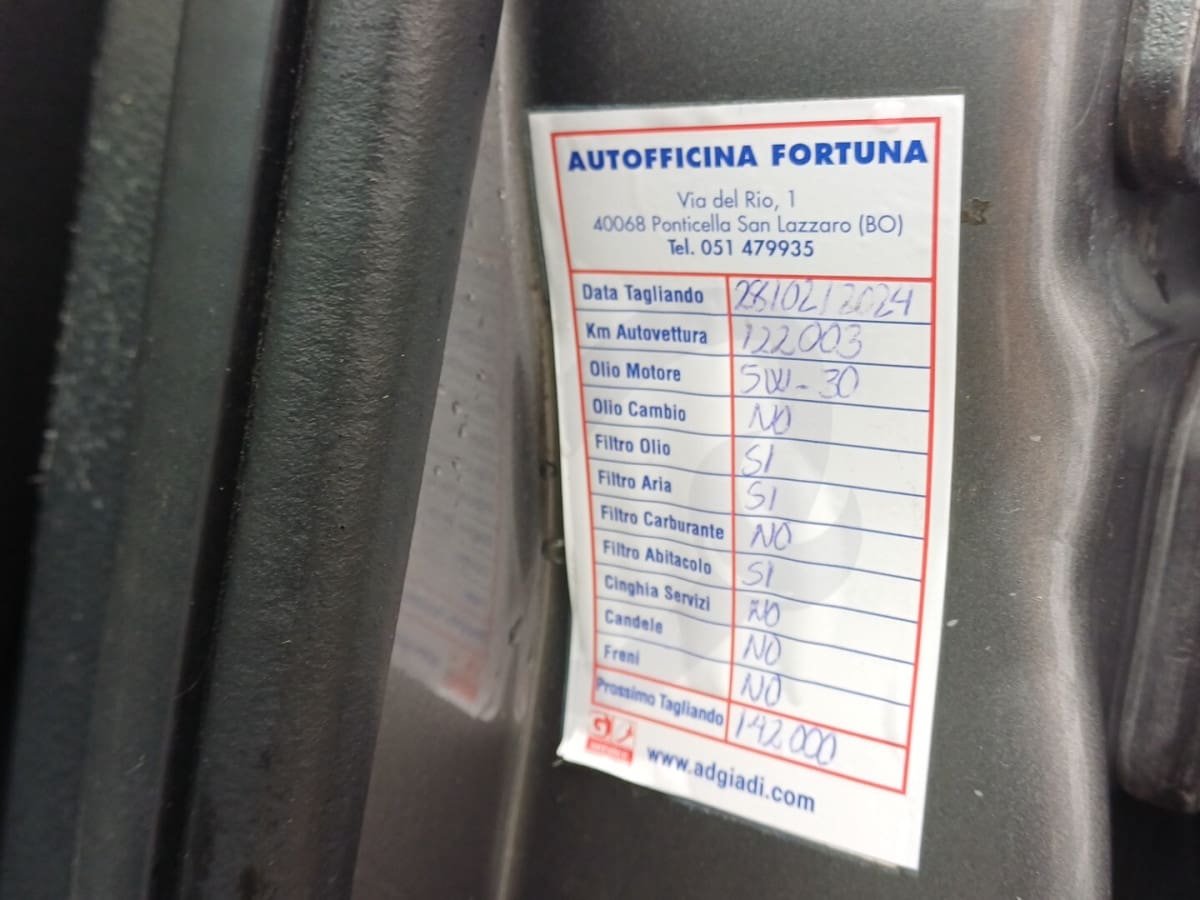 AUTOFFICINA FORTUNA
Via del Rio, 1
40068 Ponticella San Lazzaro (BO)
Tel. 051 479935
Data Tagliando 28/02/2024
Km Autovettura 122003
Olio Motore 5W-30
Olio Cambio NO
Filtro Olio SI
Filtro Aria SI
Filtro Carburante NO
Filtro Abitacolo SI
Cinghia Servizi NO
Candele NO
Freni NO
Prossimo Tagliando 142000
www.adgiadi.com